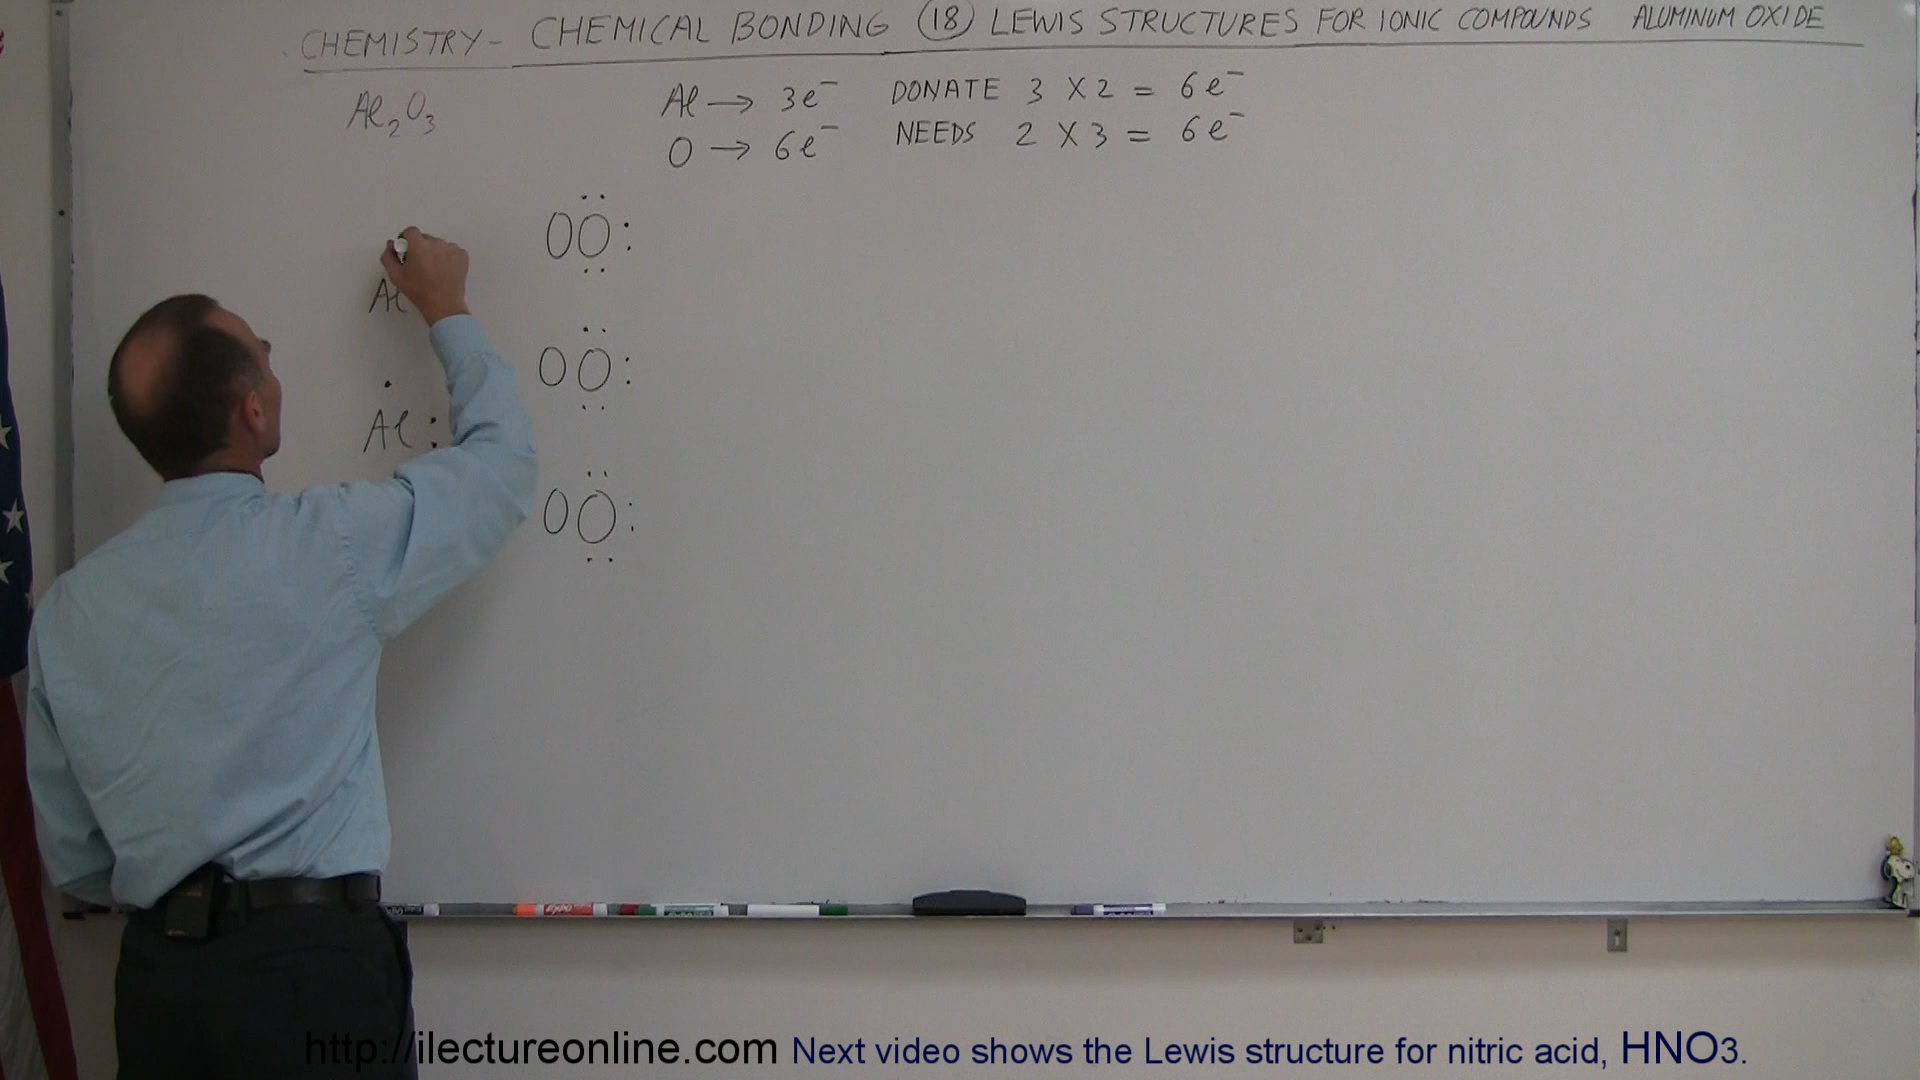 CHEMISTRY- CHEMICAL BONDING 18 LEWIS STRUCTURES FOR IONIC COMPOUNDS ALUMINUM OXIDE
Al₂O₃
Al → 3e⁻ DONATE 3 X 2 = 6e⁻
O → 6e⁻ NEEDS 2 X 3 = 6e⁻
OO:
Al
OO:
Al:
OO:
EXPO
http://ilectureonline.com Next video shows the Lewis structure for nitric acid, HNO3.